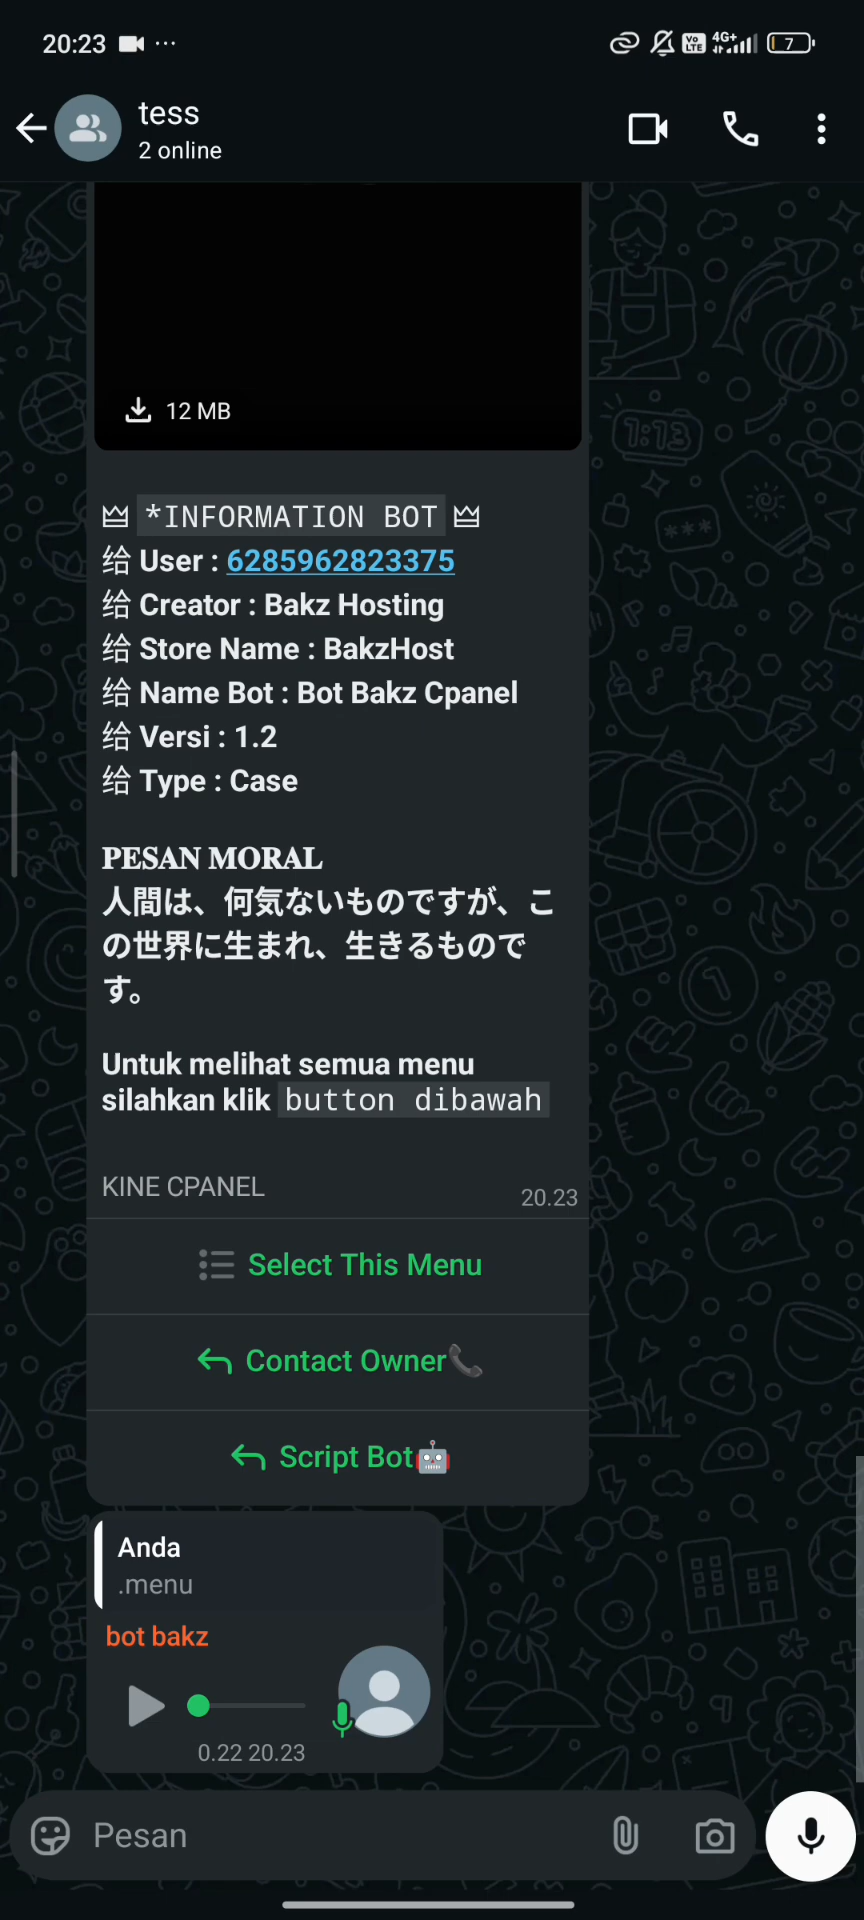 20:23
Vo LTE 4G+ 7
tess
2 online
12 MB
*INFORMATION BOT
给 User : 6285962823375
给 Creator : Bakz Hosting
给 Store Name : BakzHost
给 Name Bot : Bot Bakz Cpanel
给 Versi : 1.2
给 Type : Case
𝐏𝐄𝐒𝐀𝐍 𝐌𝐎𝐑𝐀𝐋
人間は、何気ないものですが、こ
の世界に生まれ、生きるもので
す。
Untuk melihat semua menu
silahkan klik button dibawah
KINE CPANEL
20.23
Select This Menu
Contact Owner📞
Script Bot🤖
Anda
.menu
bot bakz
0.22 20.23
Pesan